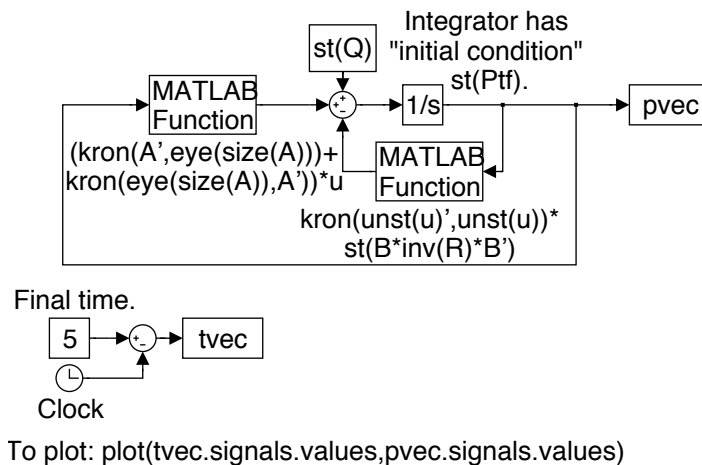 Integrator has
"initial condition"
st(Ptf).
st(Q)
MATLAB
Function
+
+
−
1/s
pvec
(kron(A',eye(size(A)))+
kron(eye(size(A)),A'))*u
MATLAB
Function
kron(unst(u)',unst(u))*
st(B*inv(R)*B’)
Final time.
5
+
−
tvec
Clock
To plot: plot(tvec.signals.values,pvec.signals.values)